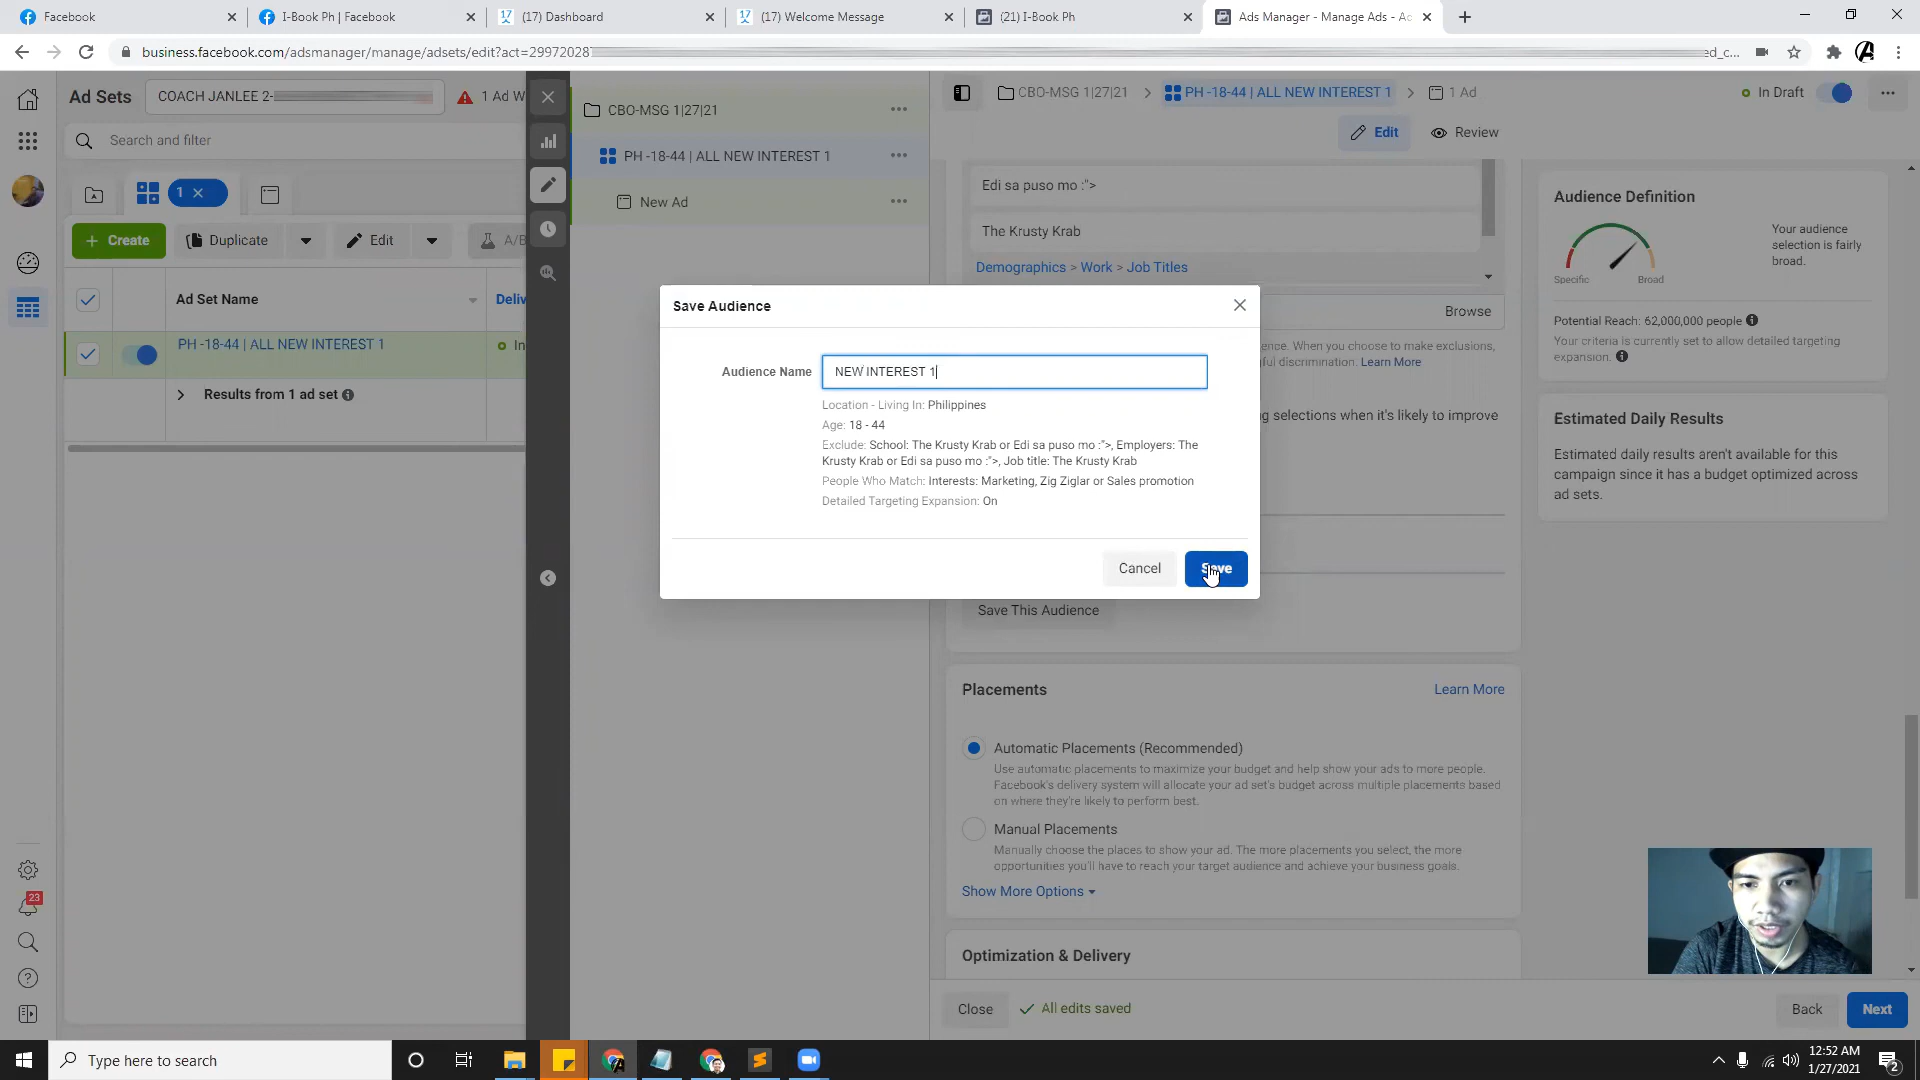 Facebook
I-Book Ph | Facebook
(17) Dashboard
(17) Welcome Message
(21) I-Book Ph
Ads Manager - Manage Ads - Ac
business.facebook.com/adsmanager/manage/adsets/edit?act=29972028
ed_c...
Ad Sets
COACH JANLEE 2-
1 Ad W
Search and filter
1
Create
Duplicate
Edit
A/B
Ad Set Name
Deliv
PH -18-44 | ALL NEW INTEREST 1
In
Results from 1 ad set
23
CBO-MSG 1|27|21
PH -18-44 | ALL NEW INTEREST 1
New Ad
CBO-MSG 1|27|21
PH -18-44 | ALL NEW INTEREST 1
1 Ad
In Draft
Edit
Review
Edi sa puso mo :">
The Krusty Krab
Demographics > Work > Job Titles
Browse
ence. When you choose to make exclusions,
ful discrimination. Learn More
ng selections when it's likely to improve
Save This Audience
Save Audience
Audience Name
NEW INTEREST 1
Location - Living In: Philippines
Age: 18 - 44
Exclude: School: The Krusty Krab or Edi sa puso mo :">, Employers: The
Krusty Krab or Edi sa puso mo :">, Job title: The Krusty Krab
People Who Match: Interests: Marketing, Zig Ziglar or Sales promotion
Detailed Targeting Expansion: On
Cancel
Save
Placements
Learn More
Automatic Placements (Recommended)
Use automatic placements to maximize your budget and help show your ads to more people.
Facebook's delivery system will allocate your ad set's budget across multiple placements based
on where they're likely to perform best.
Manual Placements
Manually choose the places to show your ad. The more placements you select, the more
opportunities you'll have to reach your target audience and achieve your business goals.
Show More Options
Optimization & Delivery
Audience Definition
Your audience
selection is fairly
broad.
Specific
Broad
Potential Reach: 62,000,000 people
Your criteria is currently set to allow detailed targeting
expansion.
Estimated Daily Results
Estimated daily results aren't available for this
campaign since it has a budget optimized across
ad sets.
Close
All edits saved
Back
Next
Type here to search
12:52 AM
1/27/2021
2